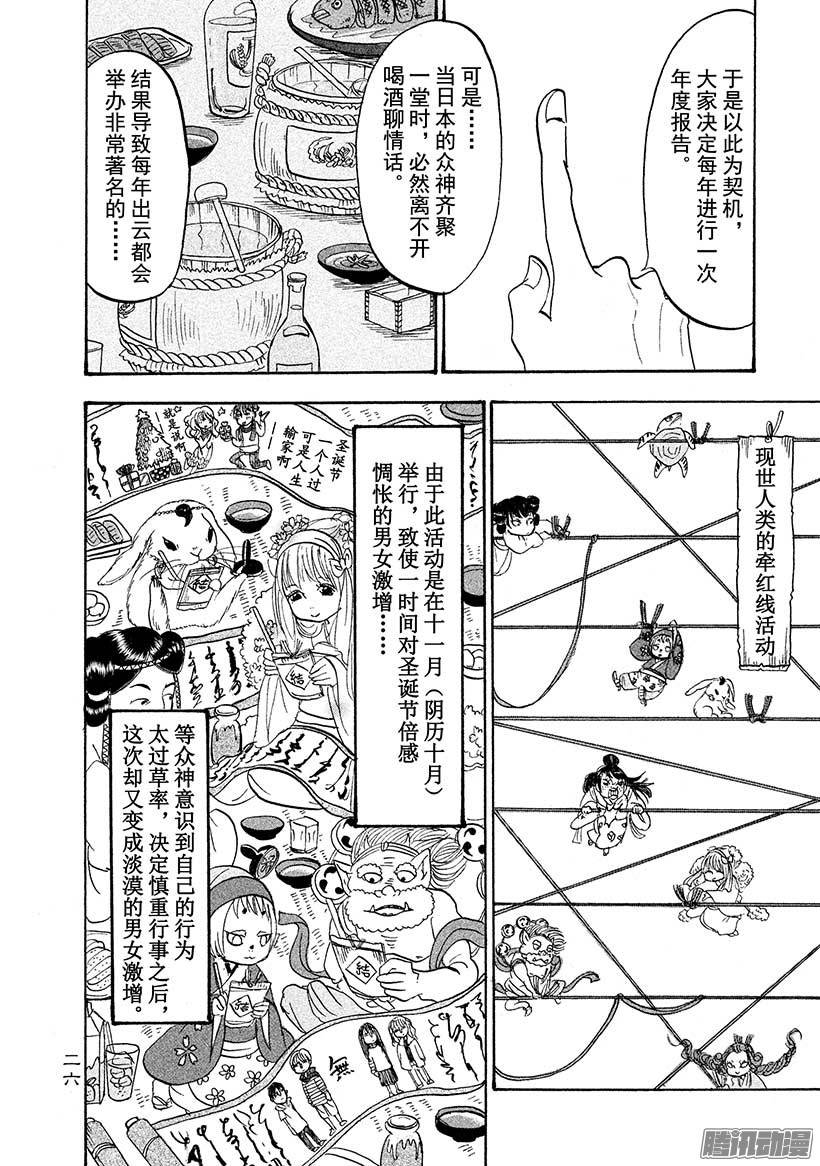 于是以此为契机，
大家决定每年进行一次
年度报告。
可是……
当日本的众神齐聚
一堂时，必然离不开
喝酒聊情话。
结果导致每年出云都会
举办非常著名的……
现世人类的牵红线活动
由于此活动是在十一月（阴历十月）
举行，致使一时间对圣诞节倍感
惆怅的男女激增……
圣诞节
一个人过
可是人生
输家啊
就是说啊
結
結
結
結
無
等众神意识到自己的行为
太过草率，决定慎重行事之后，
这次却又变成淡漠的男女激增。
二六
腾讯动漫